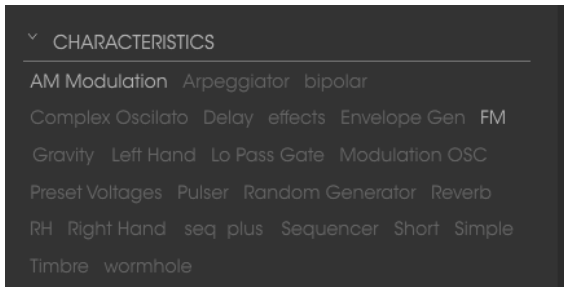 CHARACTERISTICS
AM Modulation Arpeggiator bipolar
Complex Oscilato Delay effects Envelope Gen FM
Gravity Left Hand Lo Pass Gate Modulation OSC
Preset Voltages Pulser Random Generator Reverb
RH Right Hand seq plus Sequencer Short Simple
Timbre wormhole